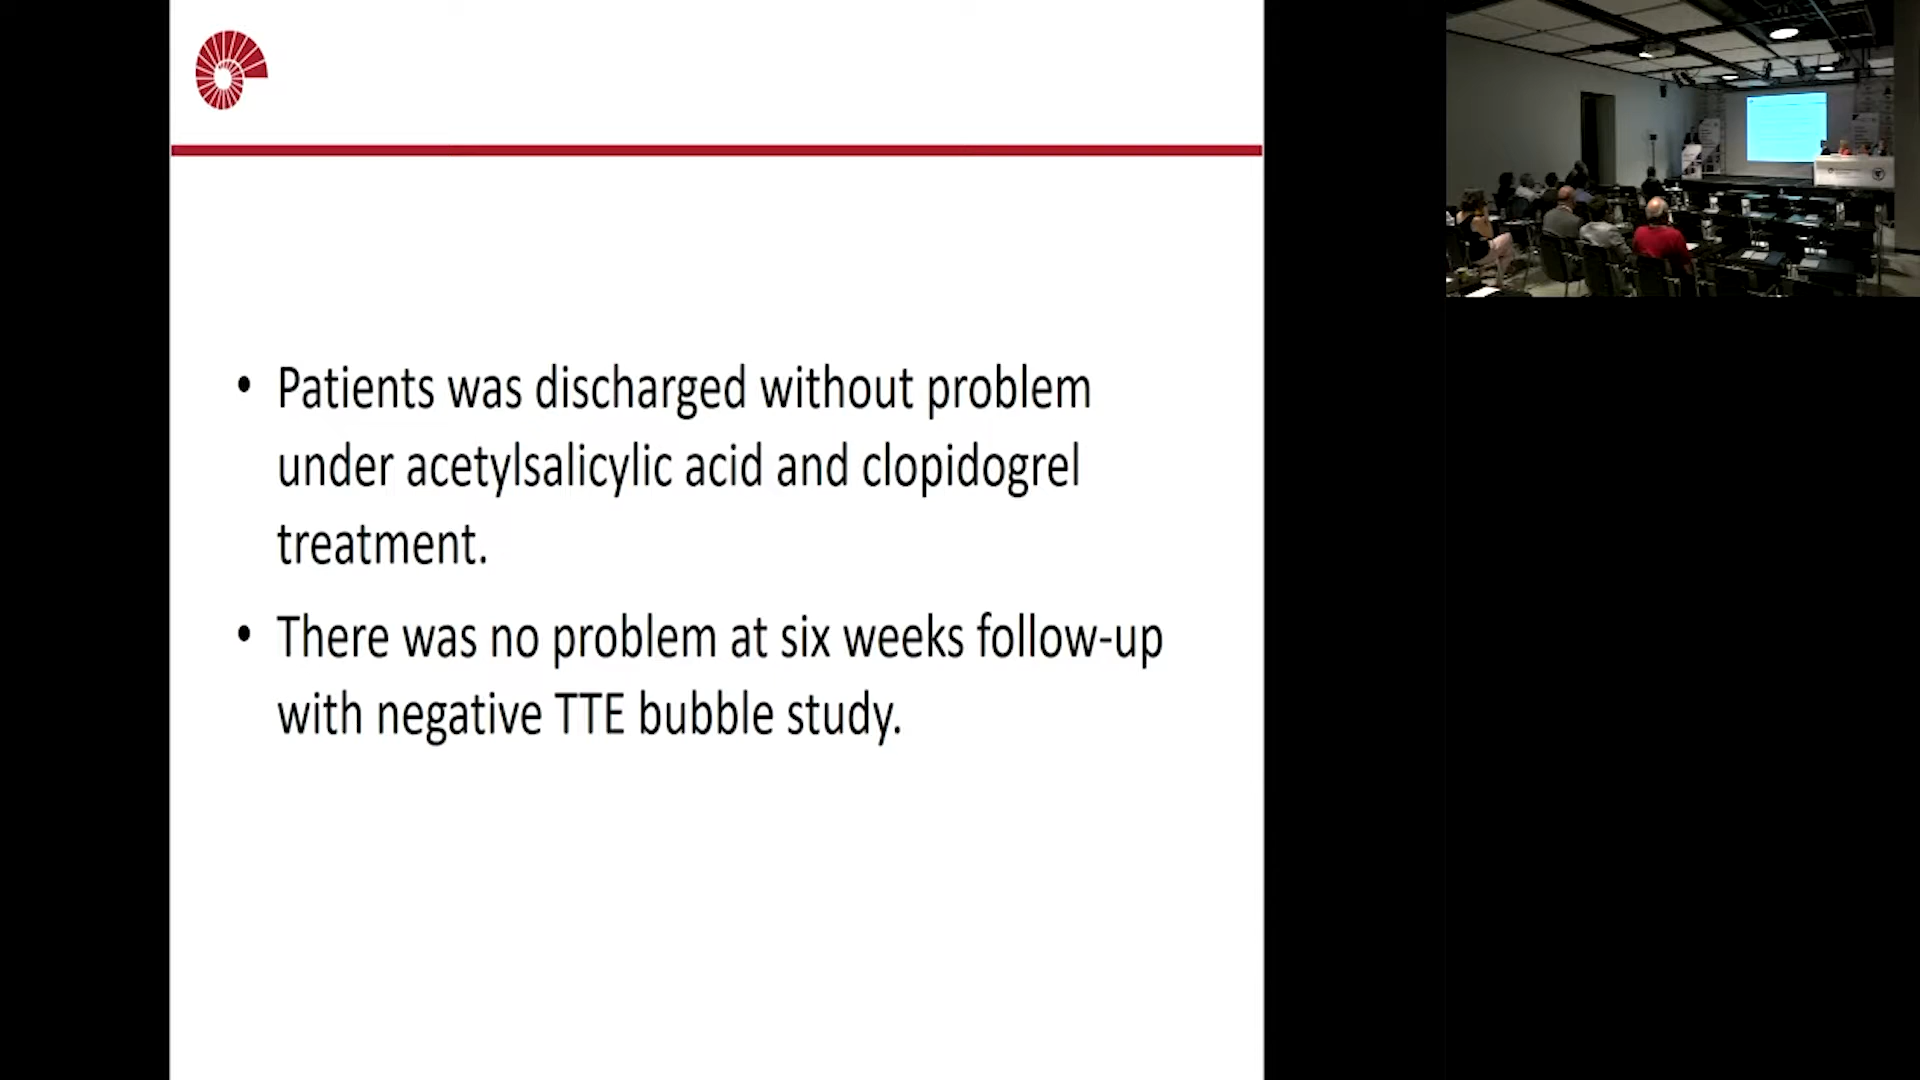 • Patients was discharged without problem
under acetylsalicylic acid and clopidogrel
treatment.
• There was no problem at six weeks follow-up
with negative TTE bubble study.